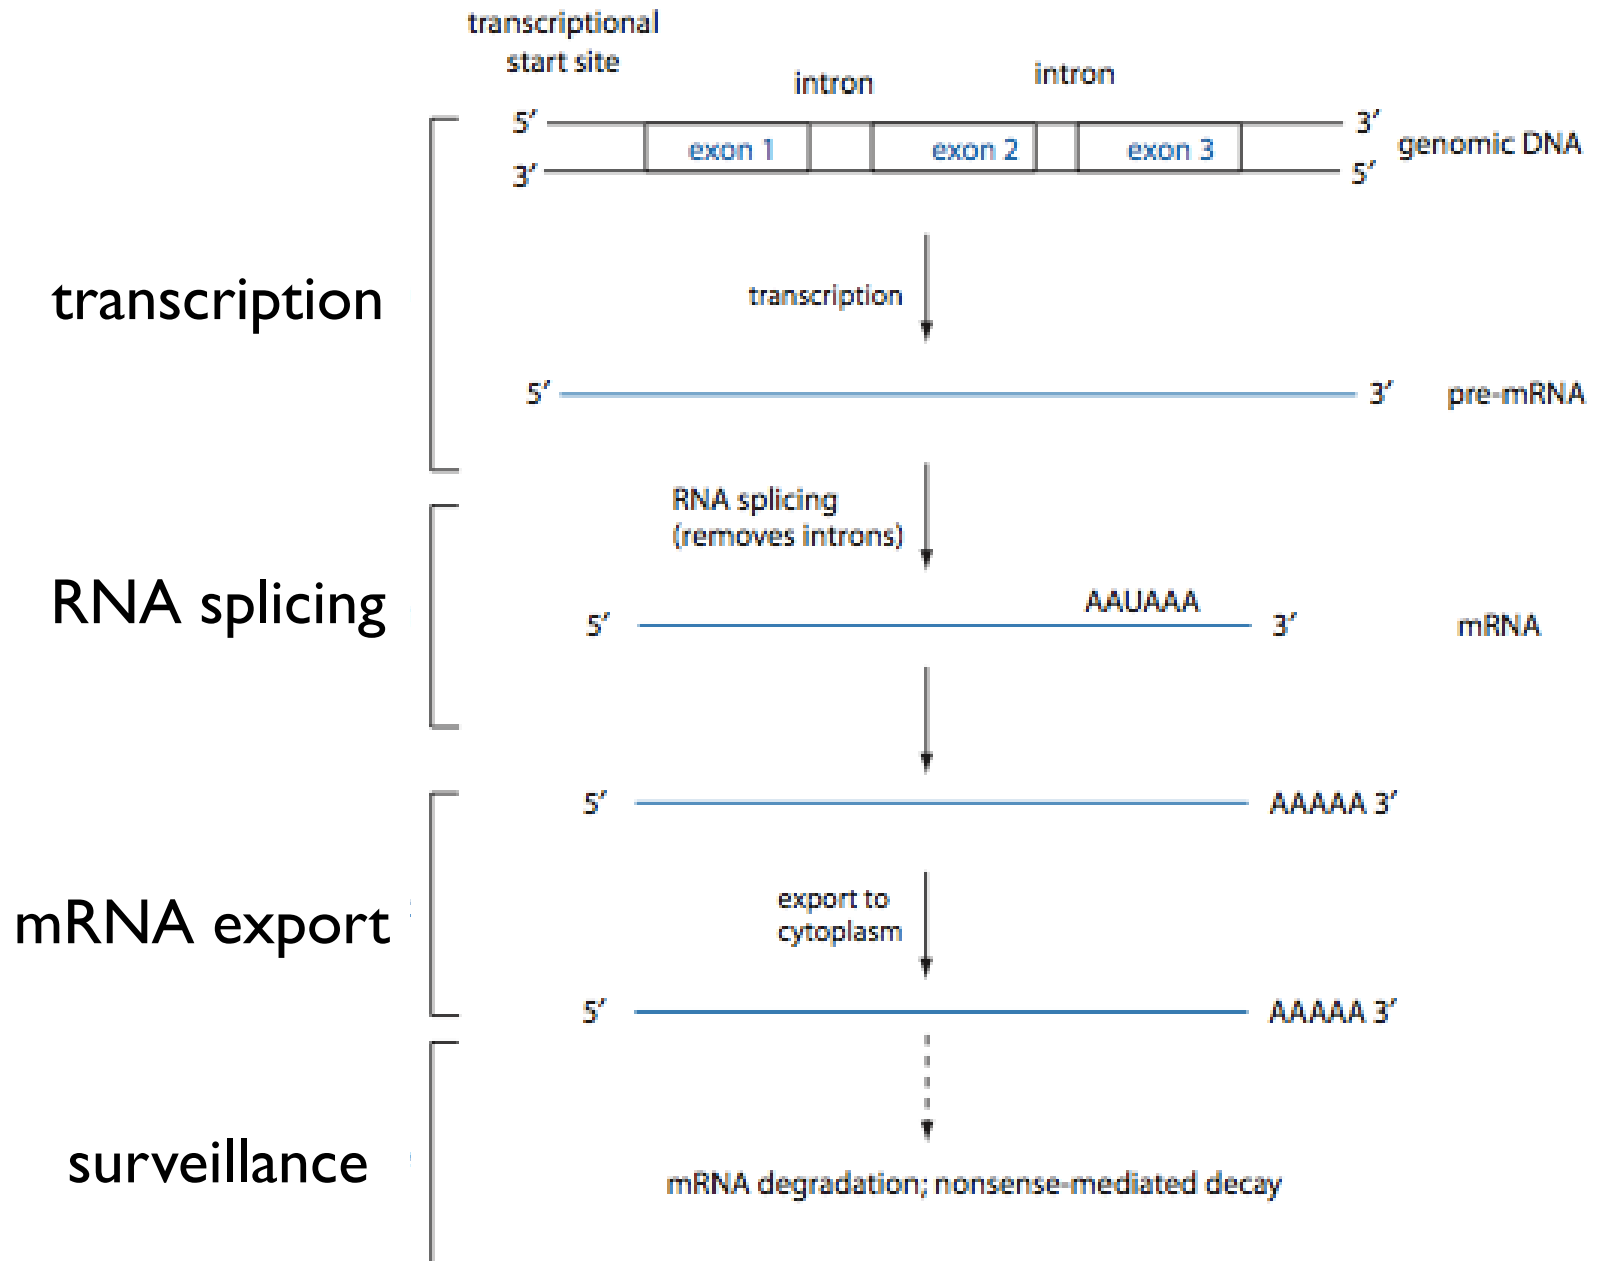 transcriptional
start site
intron
intron
5′
3′
exon 1
exon 2
exon 3
genomic DNA
3′
5′
transcription
transcription
5′
3′
pre-mRNA
RNA splicing
(removes introns)
RNA splicing
AAUAAA
5′
3′
mRNA
5′
AAAAA 3′
mRNA export
export to
cytoplasm
5′
AAAAA 3′
surveillance
mRNA degradation; nonsense-mediated decay